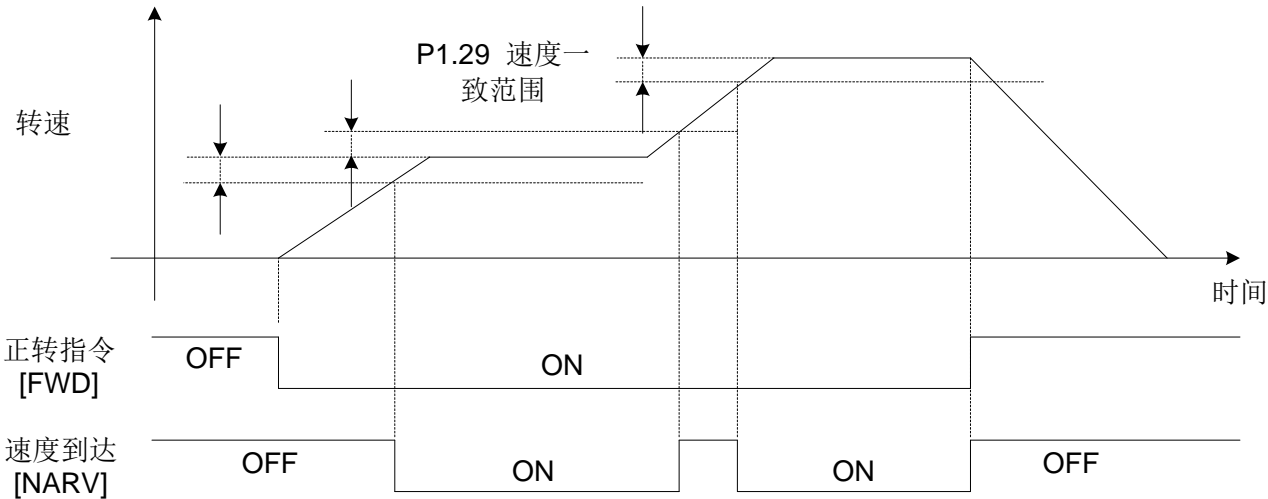 P1.29 速度一
致范围
转速
时间
正转指令
[FWD]
OFF
ON
速度到达
[NARV]
OFF
ON
ON
OFF